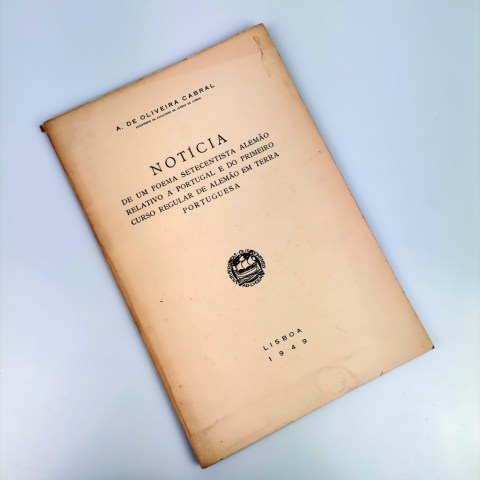 A. DE OLIVEIRA CABRAL
NOTÍCIA
DE UM POEMA SETECENTISTA ALEMÃO
RELATIVO A PORTUGAL E DO PRIMEIRO
CURSO REGULAR DE ALEMÃO EM TERRA
PORTUGUESA
LISBOA
1949